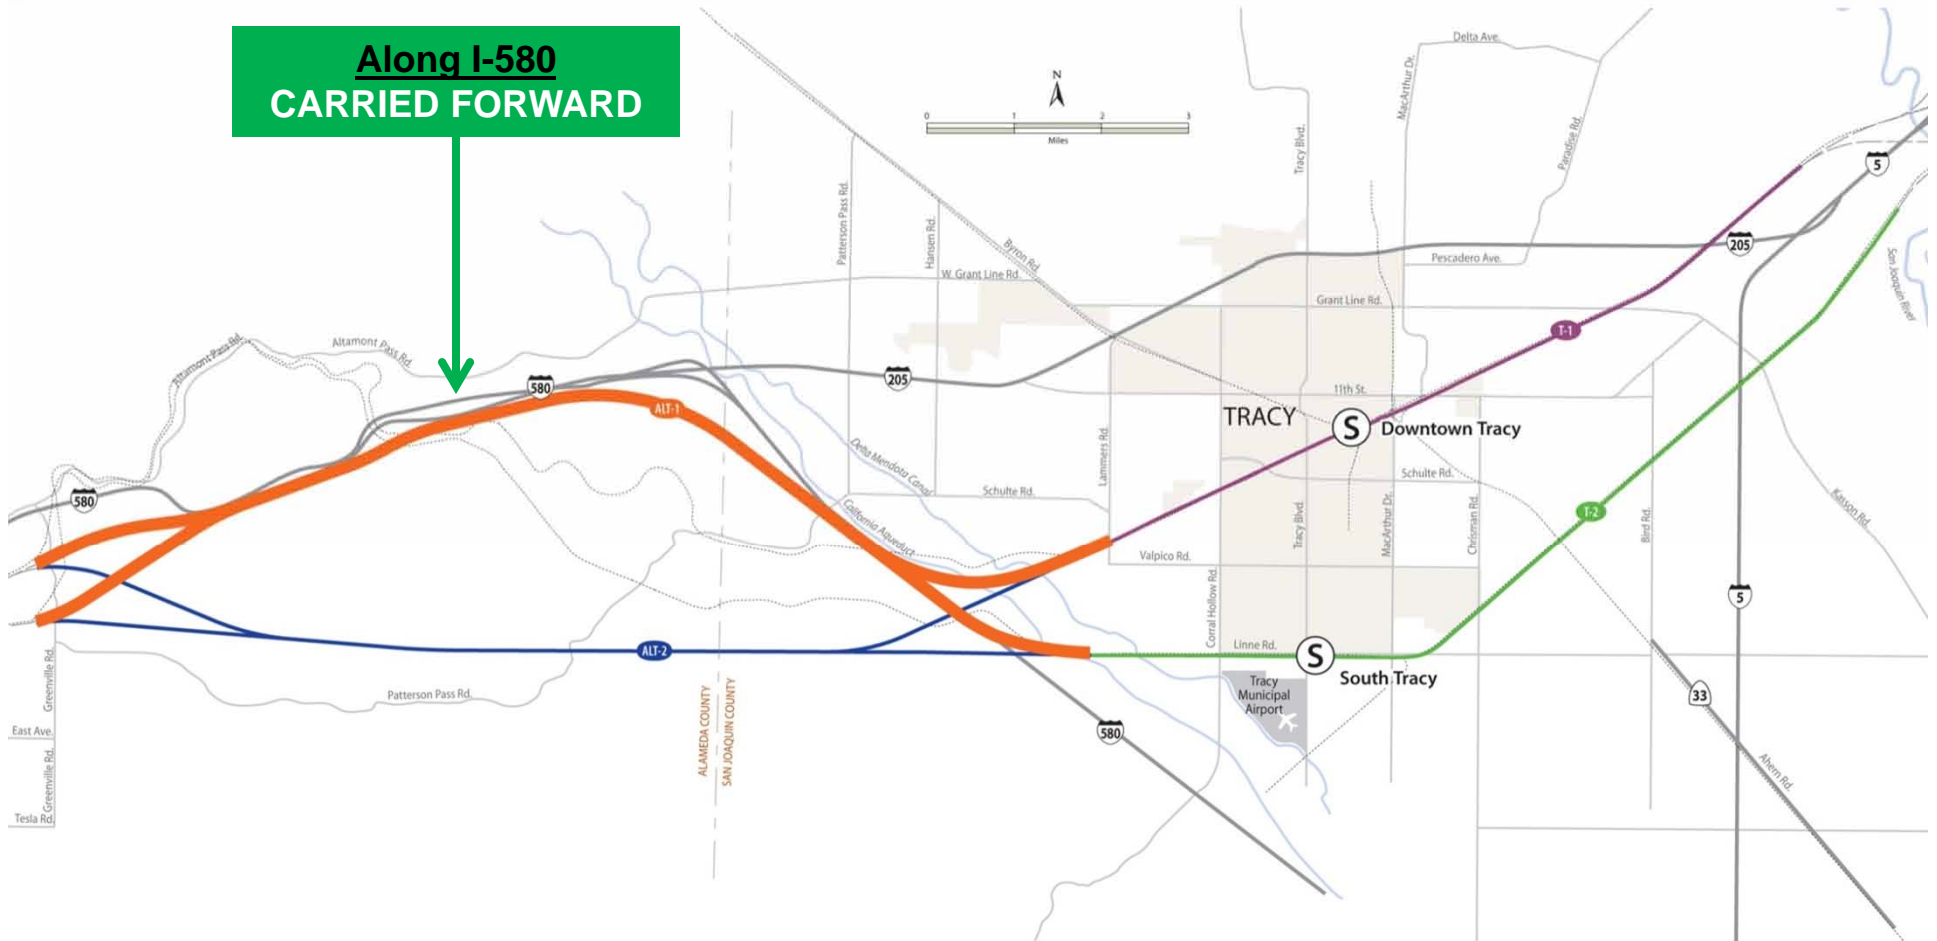 Along I-580
CARRIED FORWARD
N
0 1 2 3
Miles
Delta Ave.
MacArthur Dr.
Paradise Rd.
Tracy Blvd.
5
Patterson Pass Rd.
Hansen Rd.
Byron Rd.
W. Grant Line Rd.
205
Pescadero Ave.
San Joaquin River
Grant Line Rd.
T-1
Altamont Pass Rd.
Altamont Pass Rd.
580
205
11th St.
ALT-1
TRACY
S
Downtown Tracy
Delta Mendota Canal
Lammers Rd.
Schulte Rd.
Schulte Rd.
580
California Aqueduct
T-2
Kasson Rd.
Tracy Blvd.
MacArthur Dr.
Chrisman Rd.
Bird Rd.
Valpico Rd.
Corral Hollow Rd.
5
ALT-2
Linne Rd.
S
South Tracy
Greenville Rd.
Patterson Pass Rd.
ALAMEDA COUNTY
SAN JOAQUIN COUNTY
Tracy
Municipal
Airport
33
East Ave.
580
Greenville Rd.
Ahern Rd.
Tesla Rd.